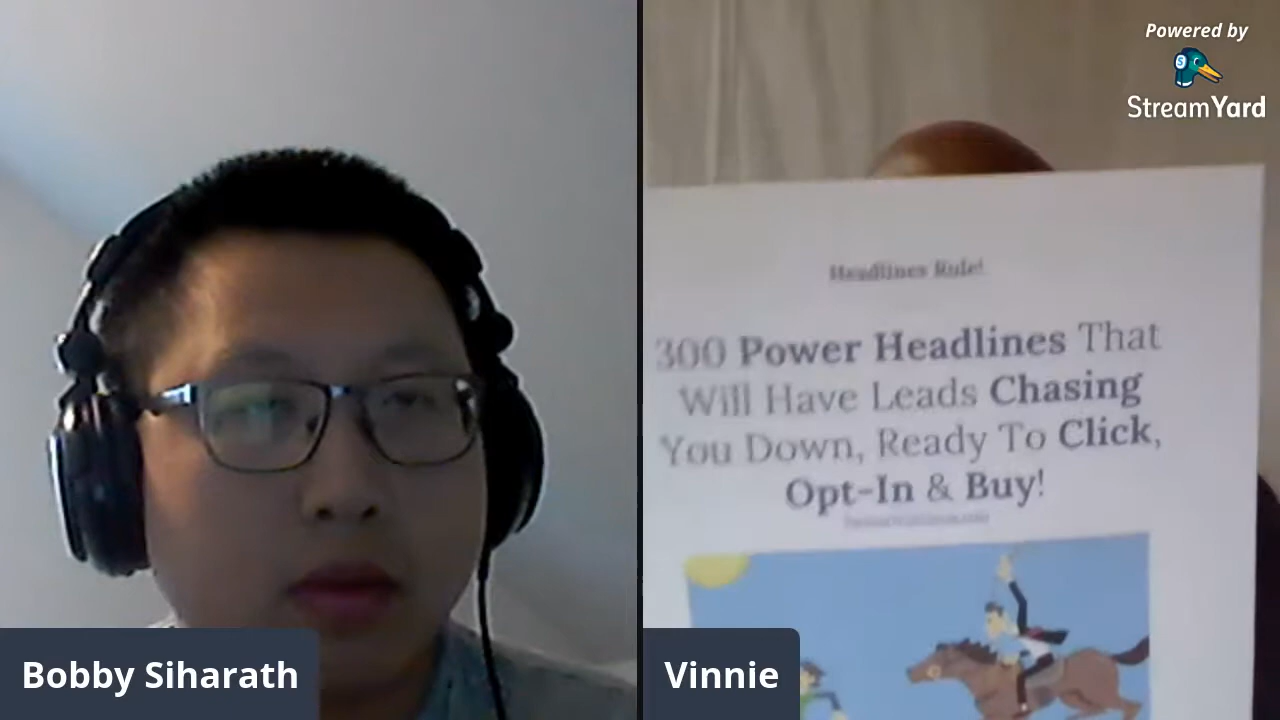 Powered by
StreamYard
Headlines Rule!
300 Power Headlines That
Will Have Leads Chasing
You Down, Ready To Click,
Opt-In & Buy!
Bobby Siharath
Vinnie